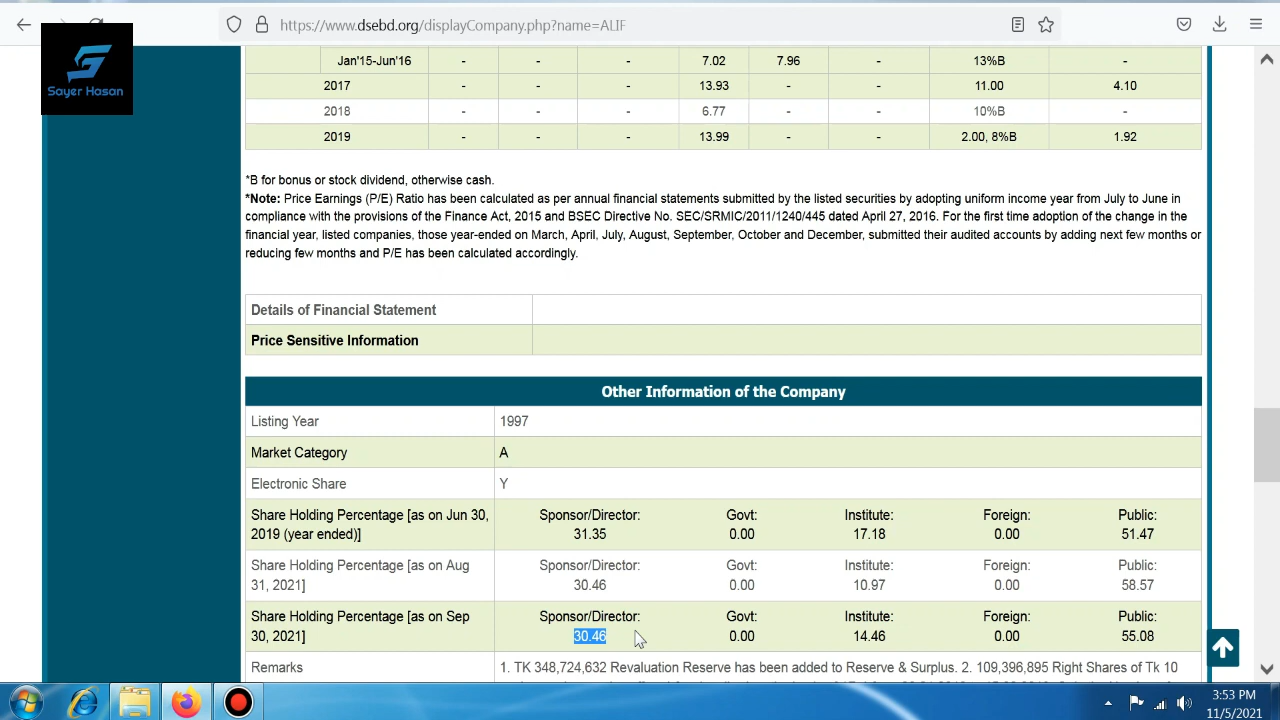 https://www.dsebd.org/displayCompany.php?name=ALIF
Sayer Hasan
Jan'15-Jun'16 - - - 7.02 7.96 - 13%B -
2017 - - - 13.93 - - 11.00 4.10
2018 - - - 6.77 - - 10%B -
2019 - - - 13.99 - - 2.00, 8%B 1.92
*B for bonus or stock dividend, otherwise cash.
*Note: Price Earnings (P/E) Ratio has been calculated as per annual financial statements submitted by the listed securities by adopting uniform income year from July to June in
compliance with the provisions of the Finance Act, 2015 and BSEC Directive No. SEC/SRMIC/2011/1240/445 dated April 27, 2016. For the first time adoption of the change in the
financial year, listed companies, those year-ended on March, April, July, August, September, October and December, submitted their audited accounts by adding next few months or
reducing few months and P/E has been calculated accordingly.
Details of Financial Statement
Price Sensitive Information
Other Information of the Company
Listing Year 1997
Market Category A
Electronic Share Y
Share Holding Percentage [as on Jun 30, Sponsor/Director: Govt: Institute: Foreign: Public:
2019 (year ended)] 31.35 0.00 17.18 0.00 51.47
Share Holding Percentage [as on Aug Sponsor/Director: Govt: Institute: Foreign: Public:
31, 2021] 30.46 0.00 10.97 0.00 58.57
Share Holding Percentage [as on Sep Sponsor/Director: Govt: Institute: Foreign: Public:
30, 2021] 30.46 0.00 14.46 0.00 55.08
Remarks 1. TK 348,724,632 Revaluation Reserve has been added to Reserve & Surplus. 2. 109,396,895 Right Shares of Tk 10
3:53 PM
11/5/2021